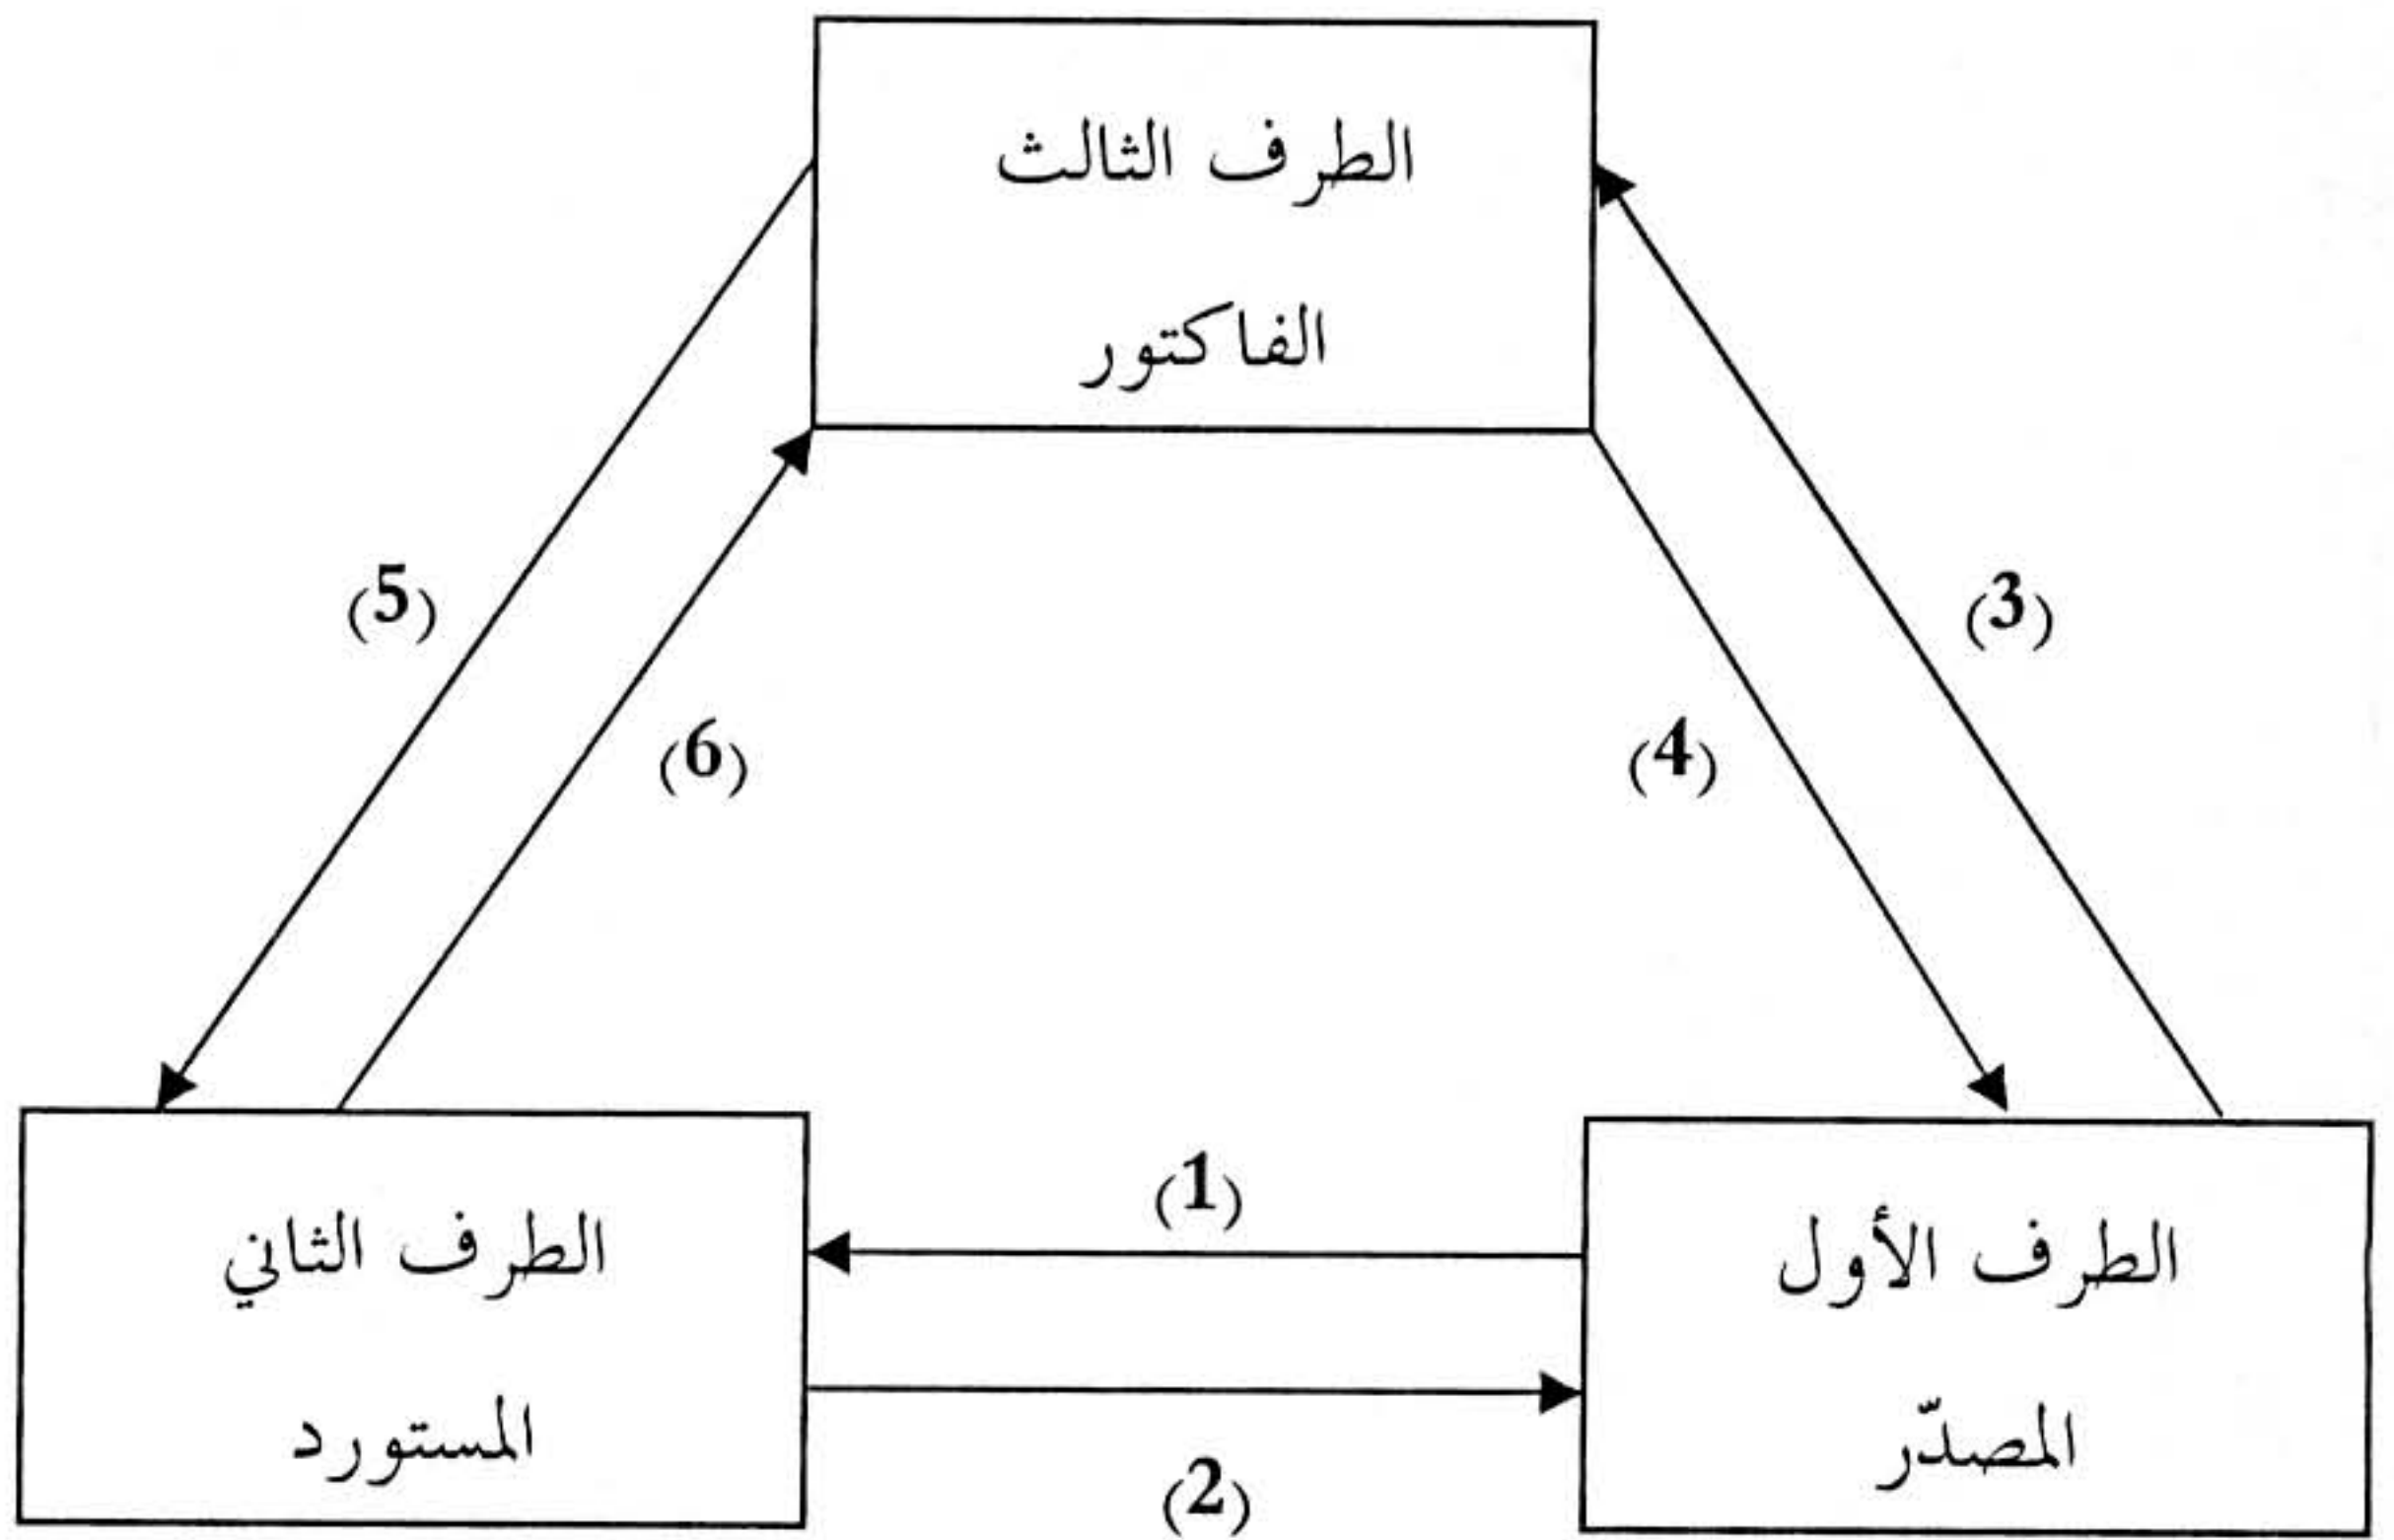 الطرف الثالث
الفاكتور
(3)
(5)
(4)
(6)
(1)
الطرف الأول
المصدّر
الطرف الثاني
المستورد
(2)